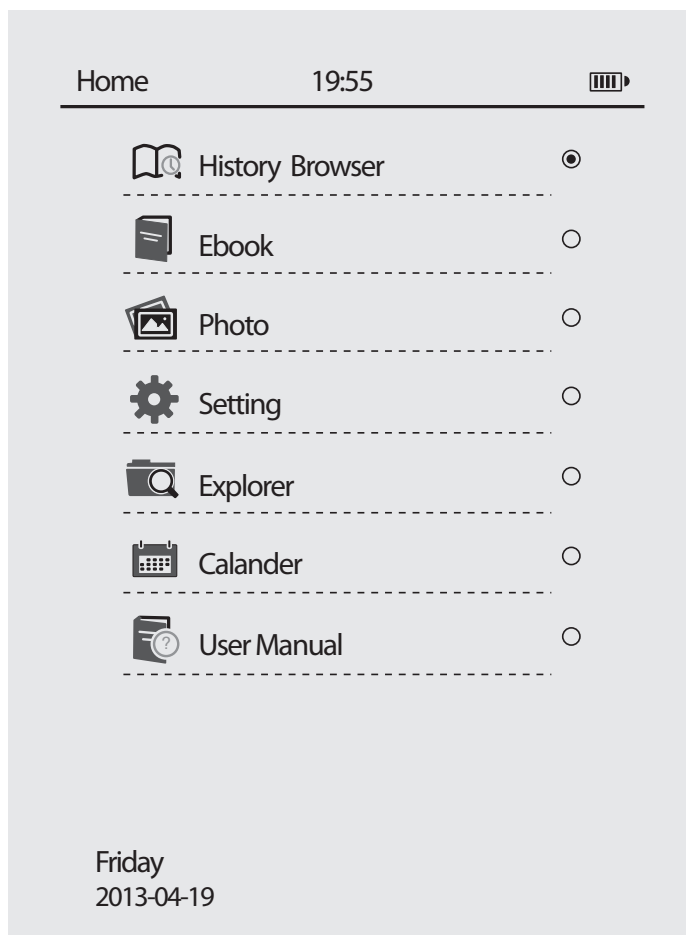 Home 19:55
History Browser
Ebook
Photo
Setting
Explorer
Calander
User Manual
Friday
2013-04-19